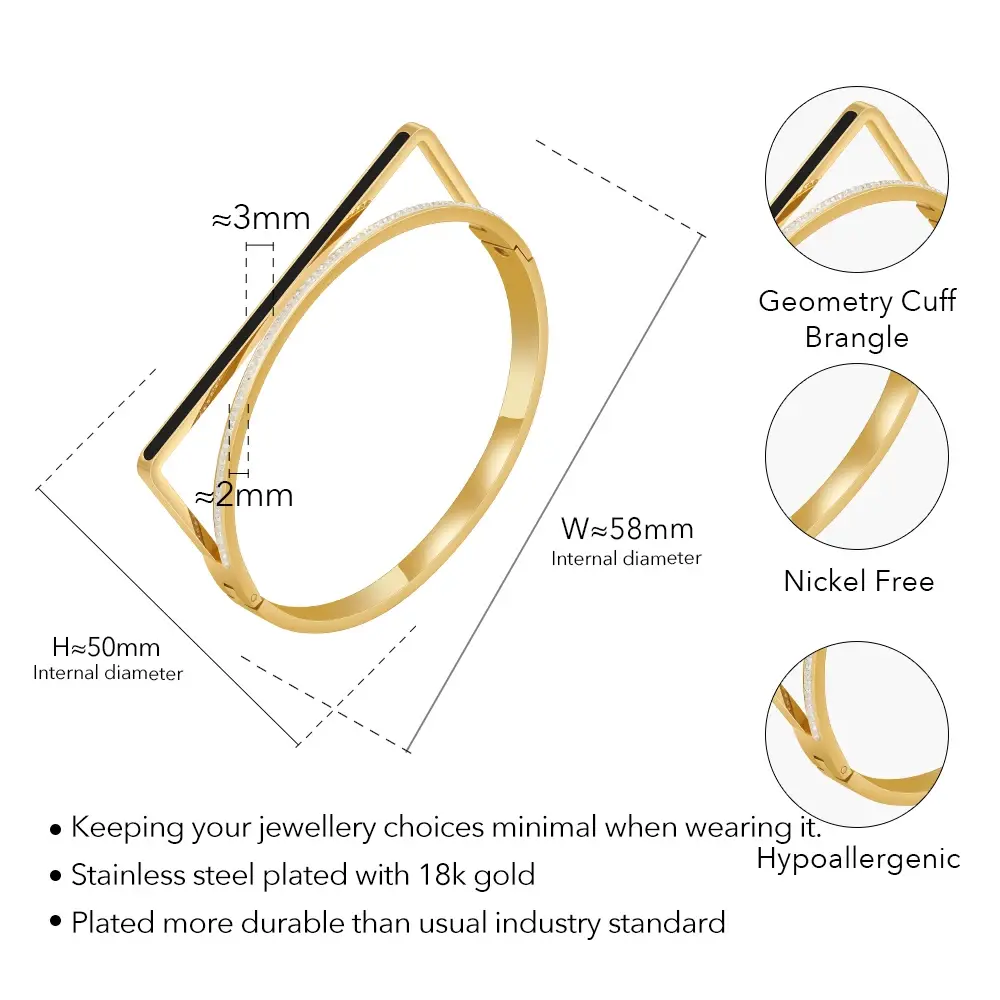 ≈3mm
Geometry Cuff
Brangle
≈2mm
W≈58mm
Internal diameter
Nickel Free
H≈50mm
Internal diameter
• Keeping your jewellery choices minimal when wearing it.
Hypoallergenic
• Stainless steel plated with 18k gold
• Plated more durable than usual industry standard